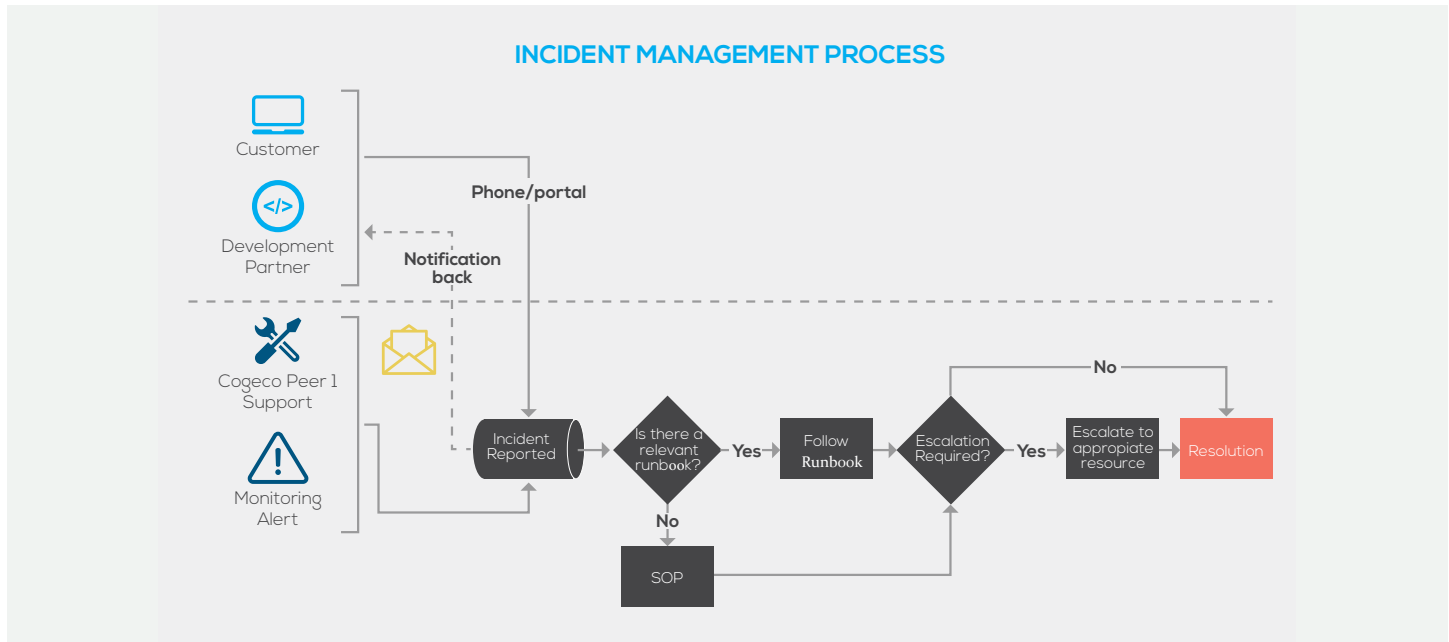 INCIDENT MANAGEMENT PROCESS
Customer
Phone/portal
</>
Development
Partner
Notification
back
Cogeco Peer 1
Support
No
Incident
Reported
Is there a
relevant
runbook?
Yes
Follow
Runbook
Escalation
Required?
Yes
Escalate to
appropiate
resource
Resolution
Monitoring
Alert
No
SOP